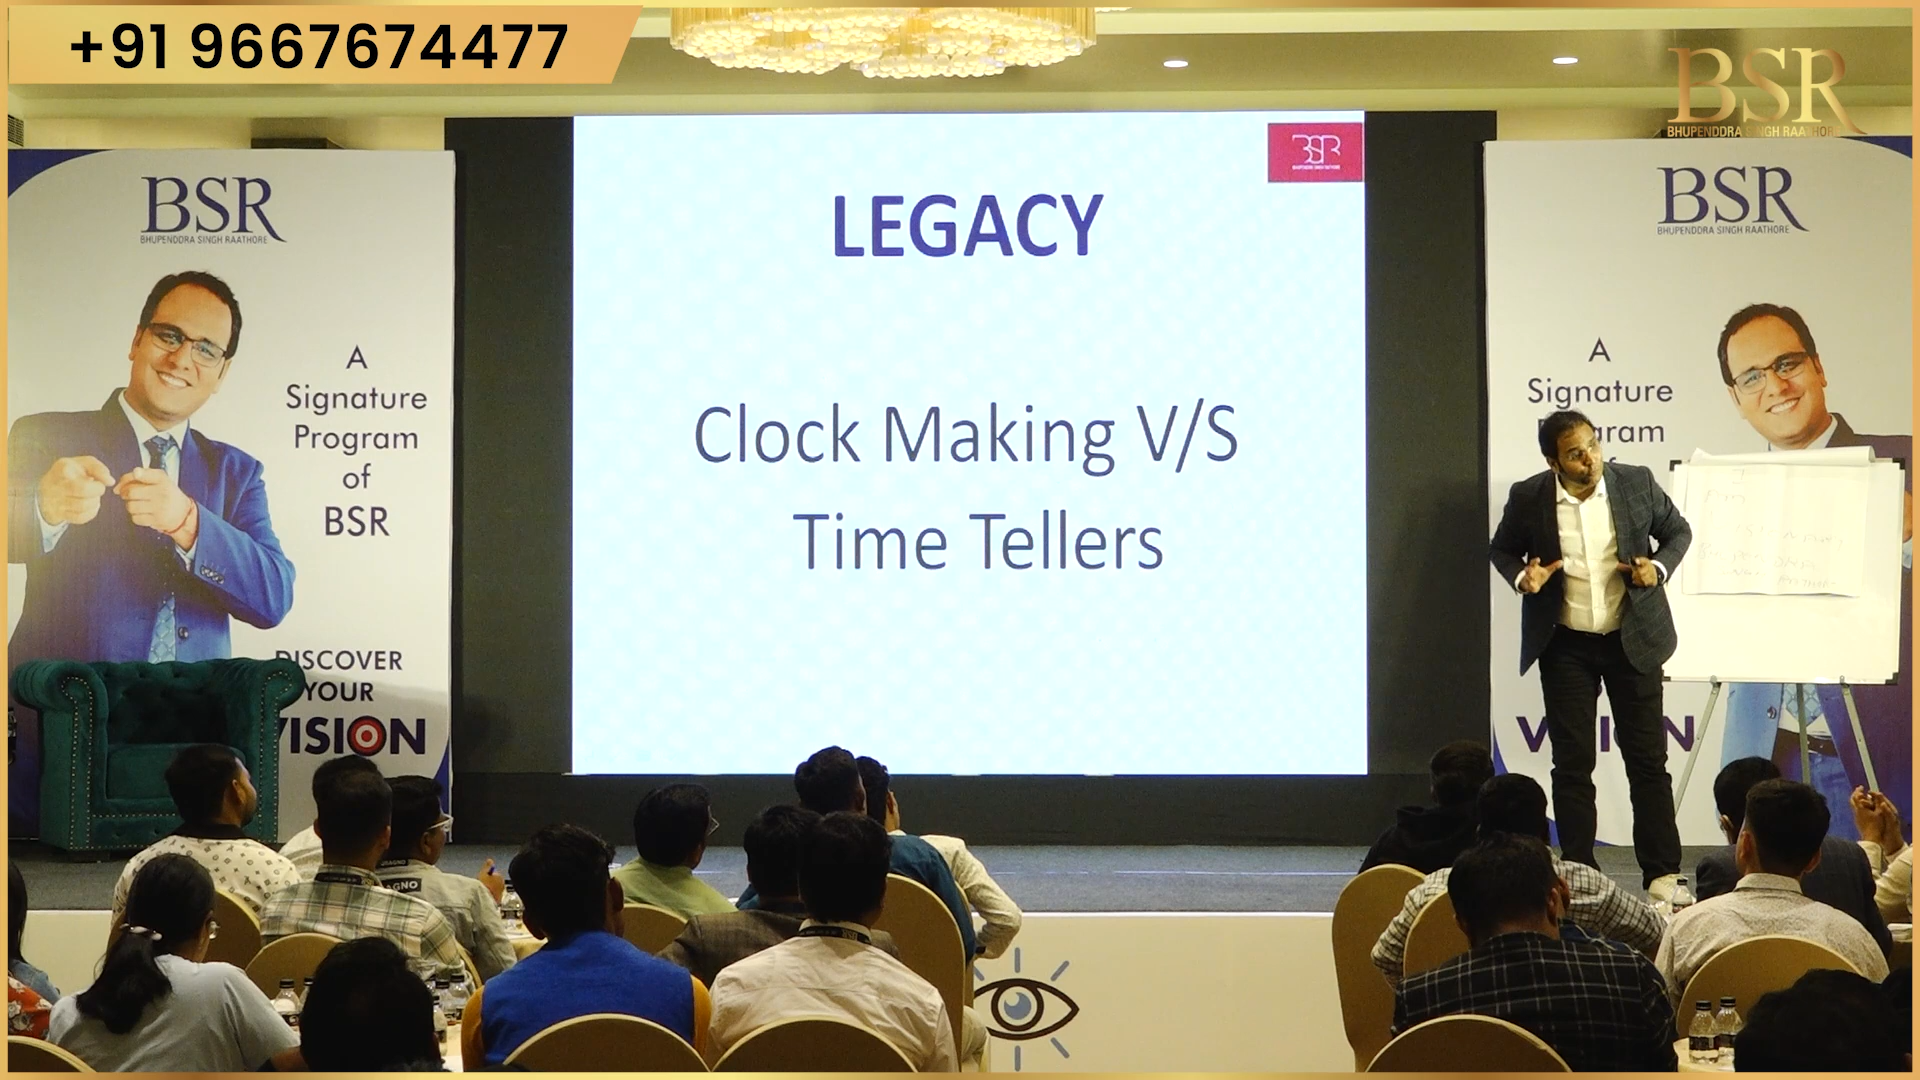 +91 9667674477
BSR
BHUPENDDRA SINGH RAATHORE
BSR
BHUPENDDRA SINGH RAATHORE
A
Signature
Program
of
BSR
DISCOVER
YOUR
VISION
BSR
LEGACY
Clock Making V/S
Time Tellers
BSR
BHUPENDDRA SINGH RAATHORE
A
Signature